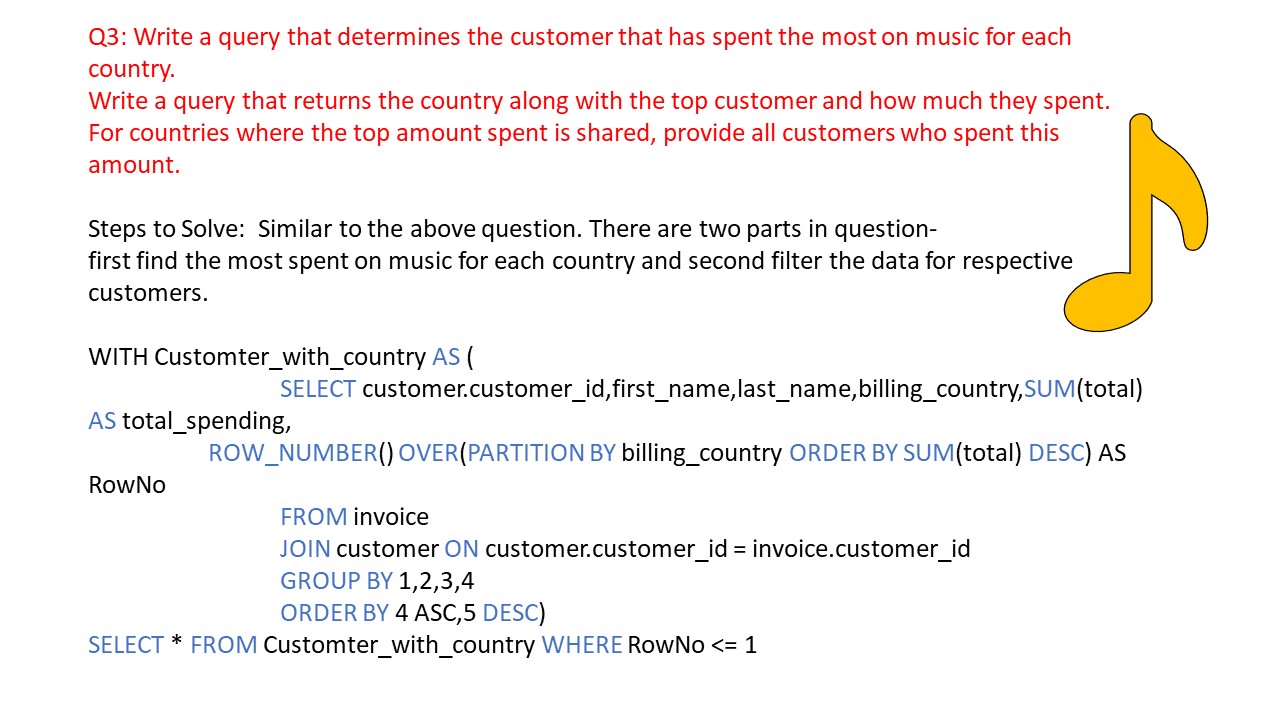 Q3: Write a query that determines the customer that has spent the most on music for each
country.
Write a query that returns the country along with the top customer and how much they spent.
For countries where the top amount spent is shared, provide all customers who spent this
amount.
Steps to Solve:  Similar to the above question. There are two parts in question-
first find the most spent on music for each country and second filter the data for respective
customers.
WITH Customter_with_country AS (
SELECT customer.customer_id,first_name,last_name,billing_country,SUM(total)
AS total_spending,
ROW_NUMBER() OVER(PARTITION BY billing_country ORDER BY SUM(total) DESC) AS
RowNo
FROM invoice
JOIN customer ON customer.customer_id = invoice.customer_id
GROUP BY 1,2,3,4
ORDER BY 4 ASC,5 DESC)
SELECT * FROM Customter_with_country WHERE RowNo <= 1